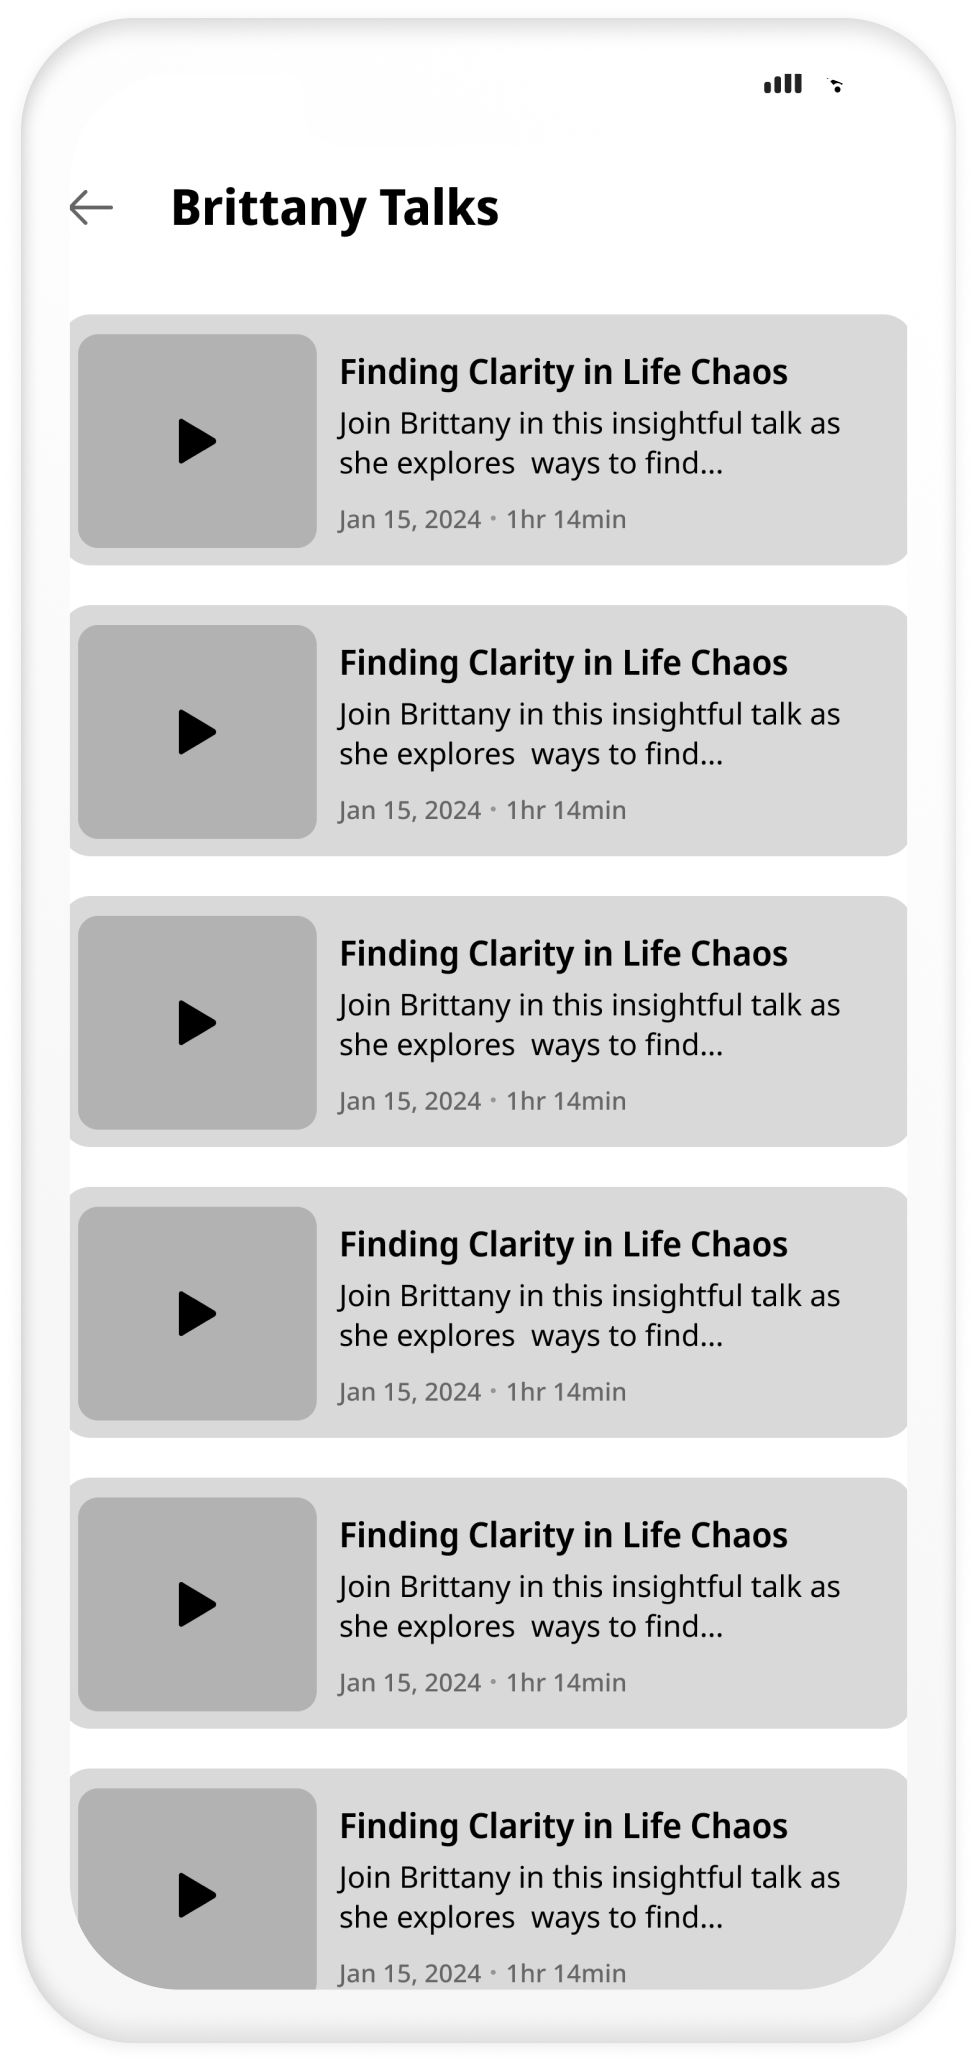 Brittany Talks
Finding Clarity in Life Chaos
Join Brittany in this insightful talk as
she explores  ways to find...
Jan 15, 2024 • 1hr 14min
Finding Clarity in Life Chaos
Join Brittany in this insightful talk as
she explores  ways to find...
Jan 15, 2024 • 1hr 14min
Finding Clarity in Life Chaos
Join Brittany in this insightful talk as
she explores  ways to find...
Jan 15, 2024 • 1hr 14min
Finding Clarity in Life Chaos
Join Brittany in this insightful talk as
she explores  ways to find...
Jan 15, 2024 • 1hr 14min
Finding Clarity in Life Chaos
Join Brittany in this insightful talk as
she explores  ways to find...
Jan 15, 2024 • 1hr 14min
Finding Clarity in Life Chaos
Join Brittany in this insightful talk as
she explores  ways to find...
Jan 15, 2024 • 1hr 14min